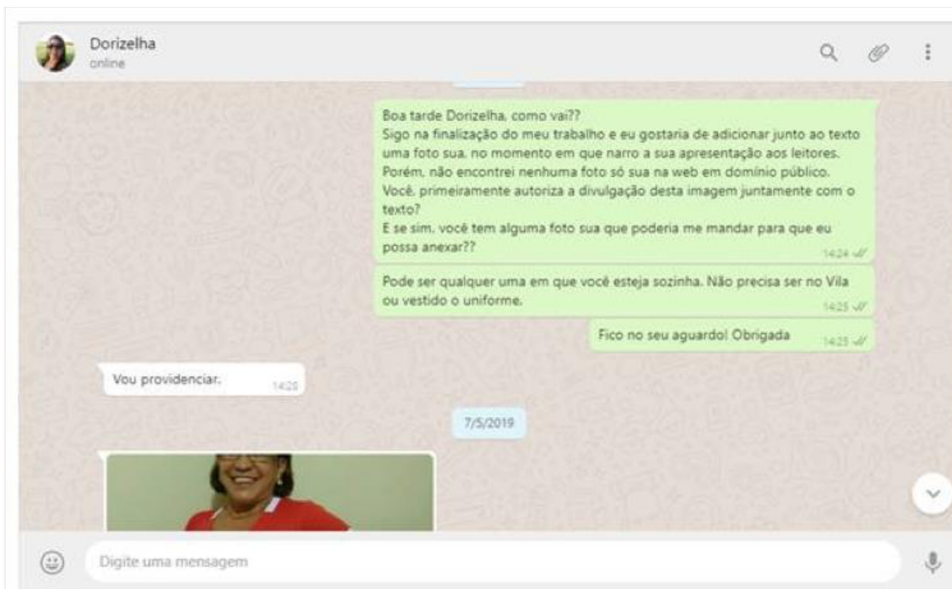 Dorizelha
online
Boa tarde Dorizelha, como vai??
Sigo na finalização do meu trabalho e eu gostaria de adicionar junto ao texto
uma foto sua, no momento em que narro a sua apresentação aos leitores.
Porém, não encontrei nenhuma foto só sua na web em domínio público.
Você, primeiramente autoriza a divulgação desta imagem juntamente com o
texto?
E se sim, você tem alguma foto sua que poderia me mandar para que eu
possa anexar??
14:24
Pode ser qualquer uma em que você esteja sozinha. Não precisa ser no Vila
ou vestido o uniforme.
14:25
Fico no seu aguardo! Obrigada
14:25
Vou providenciar.
14:28
7/5/2019
Digite uma mensagem